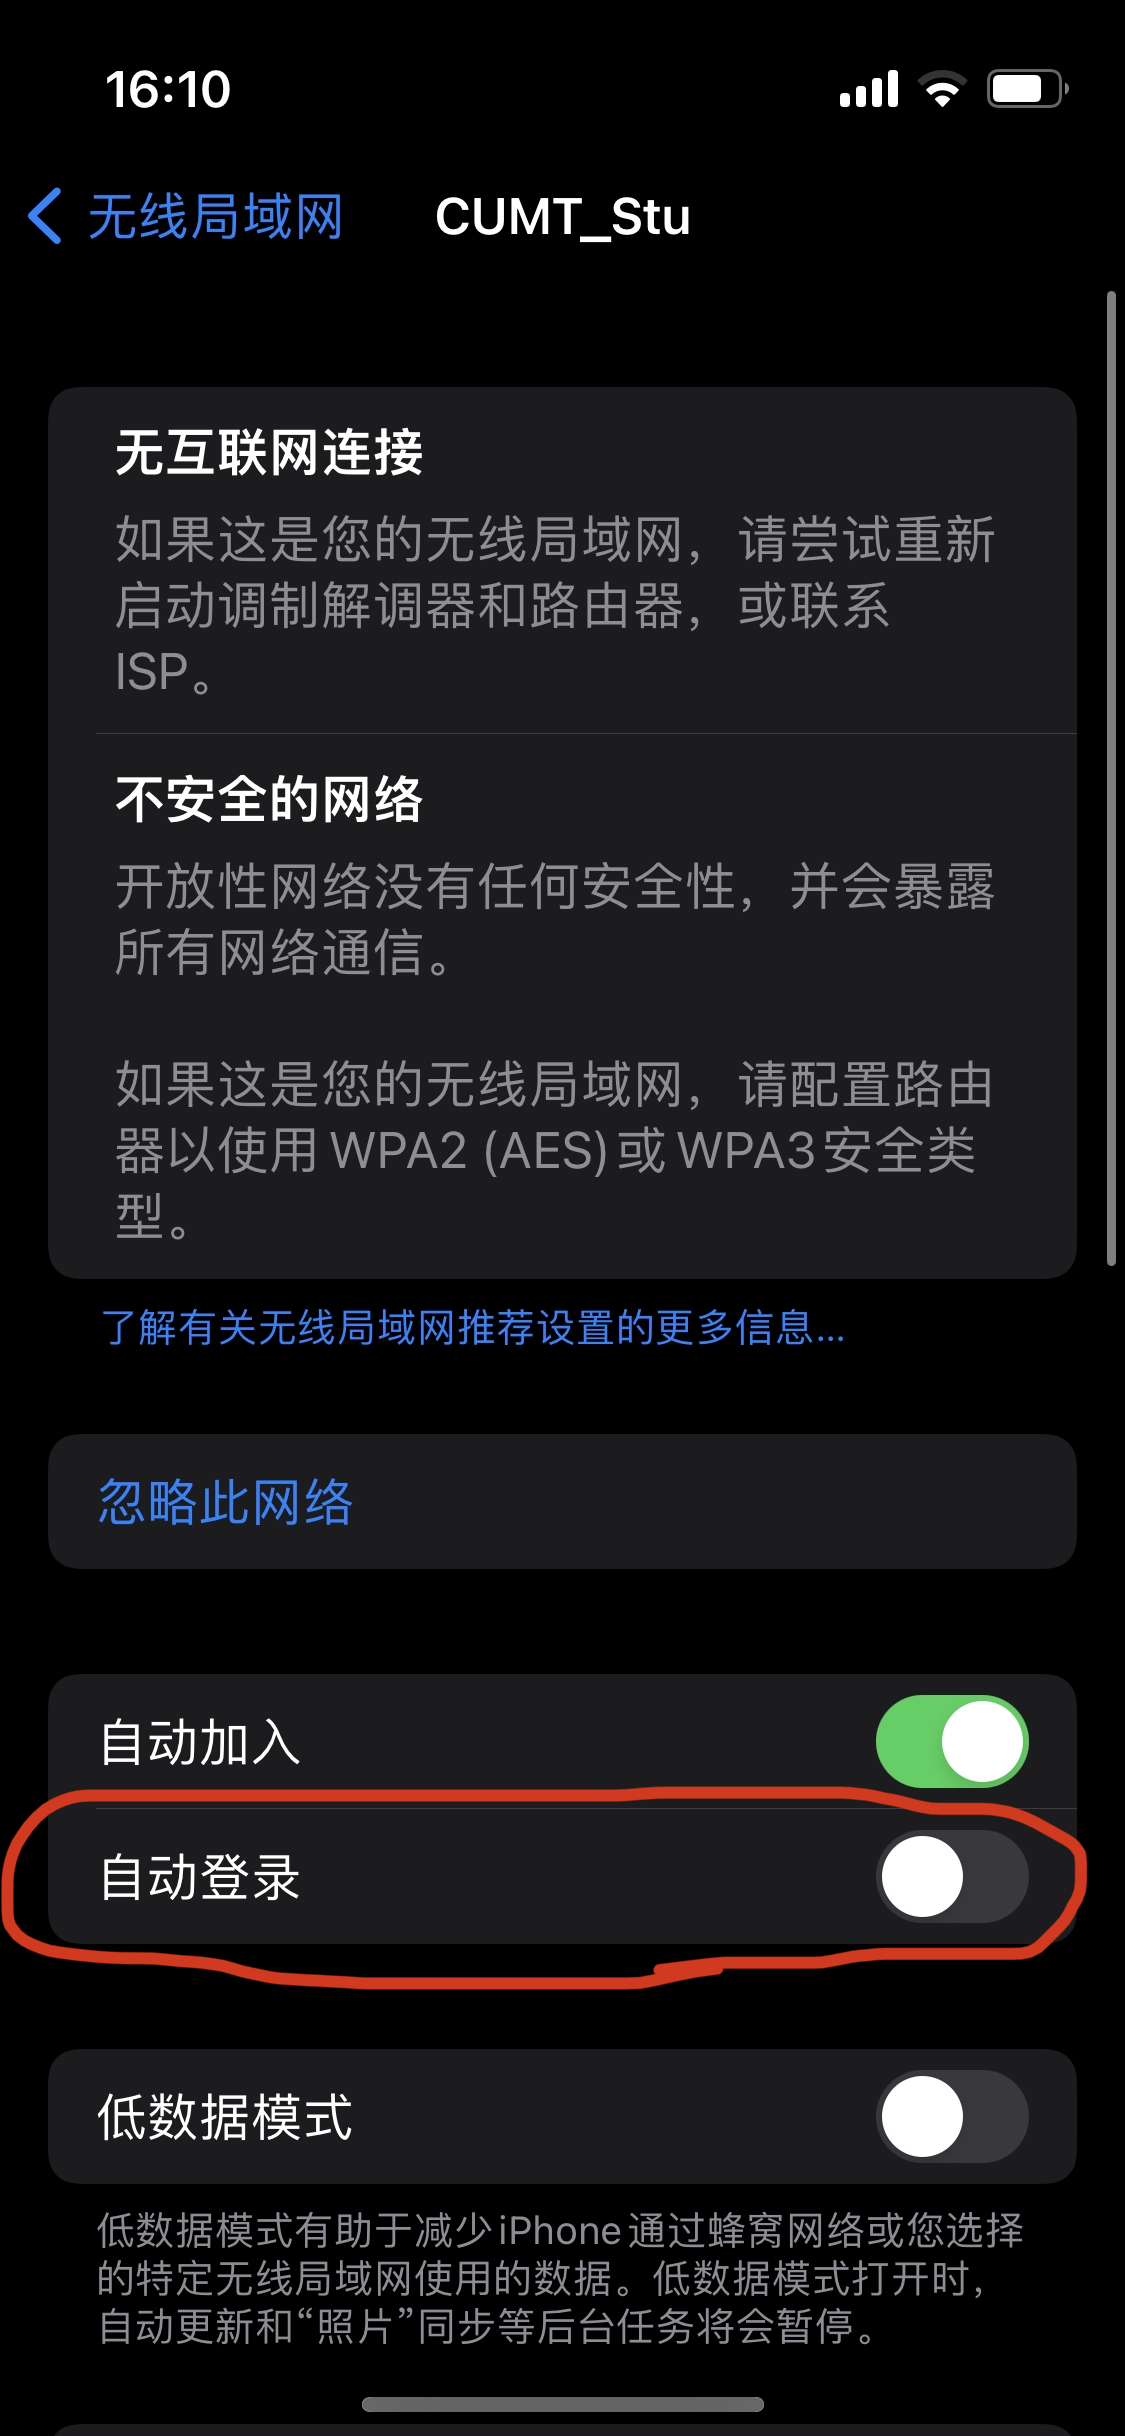 16:10
无线局域网
CUMT_Stu
无互联网连接
如果这是您的无线局域网，请尝试重新
启动调制解调器和路由器，或联系
ISP。
不安全的网络
开放性网络没有任何安全性，并会暴露
所有网络通信。
如果这是您的无线局域网，请配置路由
器以使用 WPA2 (AES) 或 WPA3 安全类
型。
了解有关无线局域网推荐设置的更多信息...
忽略此网络
自动加入
自动登录
低数据模式
低数据模式有助于减少 iPhone 通过蜂窝网络或您选择
的特定无线局域网使用的数据。低数据模式打开时，
自动更新和“照片”同步等后台任务将会暂停。